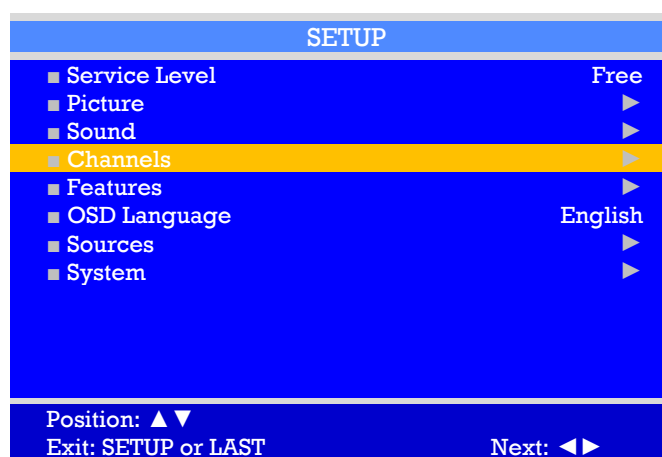 SETUP
■ Service Level Free
■ Picture ►
■ Sound ►
■ Channels ►
■ Features ►
■ OSD Language English
■ Sources ►
■ System ►
Position: ▲▼
Exit: SETUP or LAST Next: ◄►